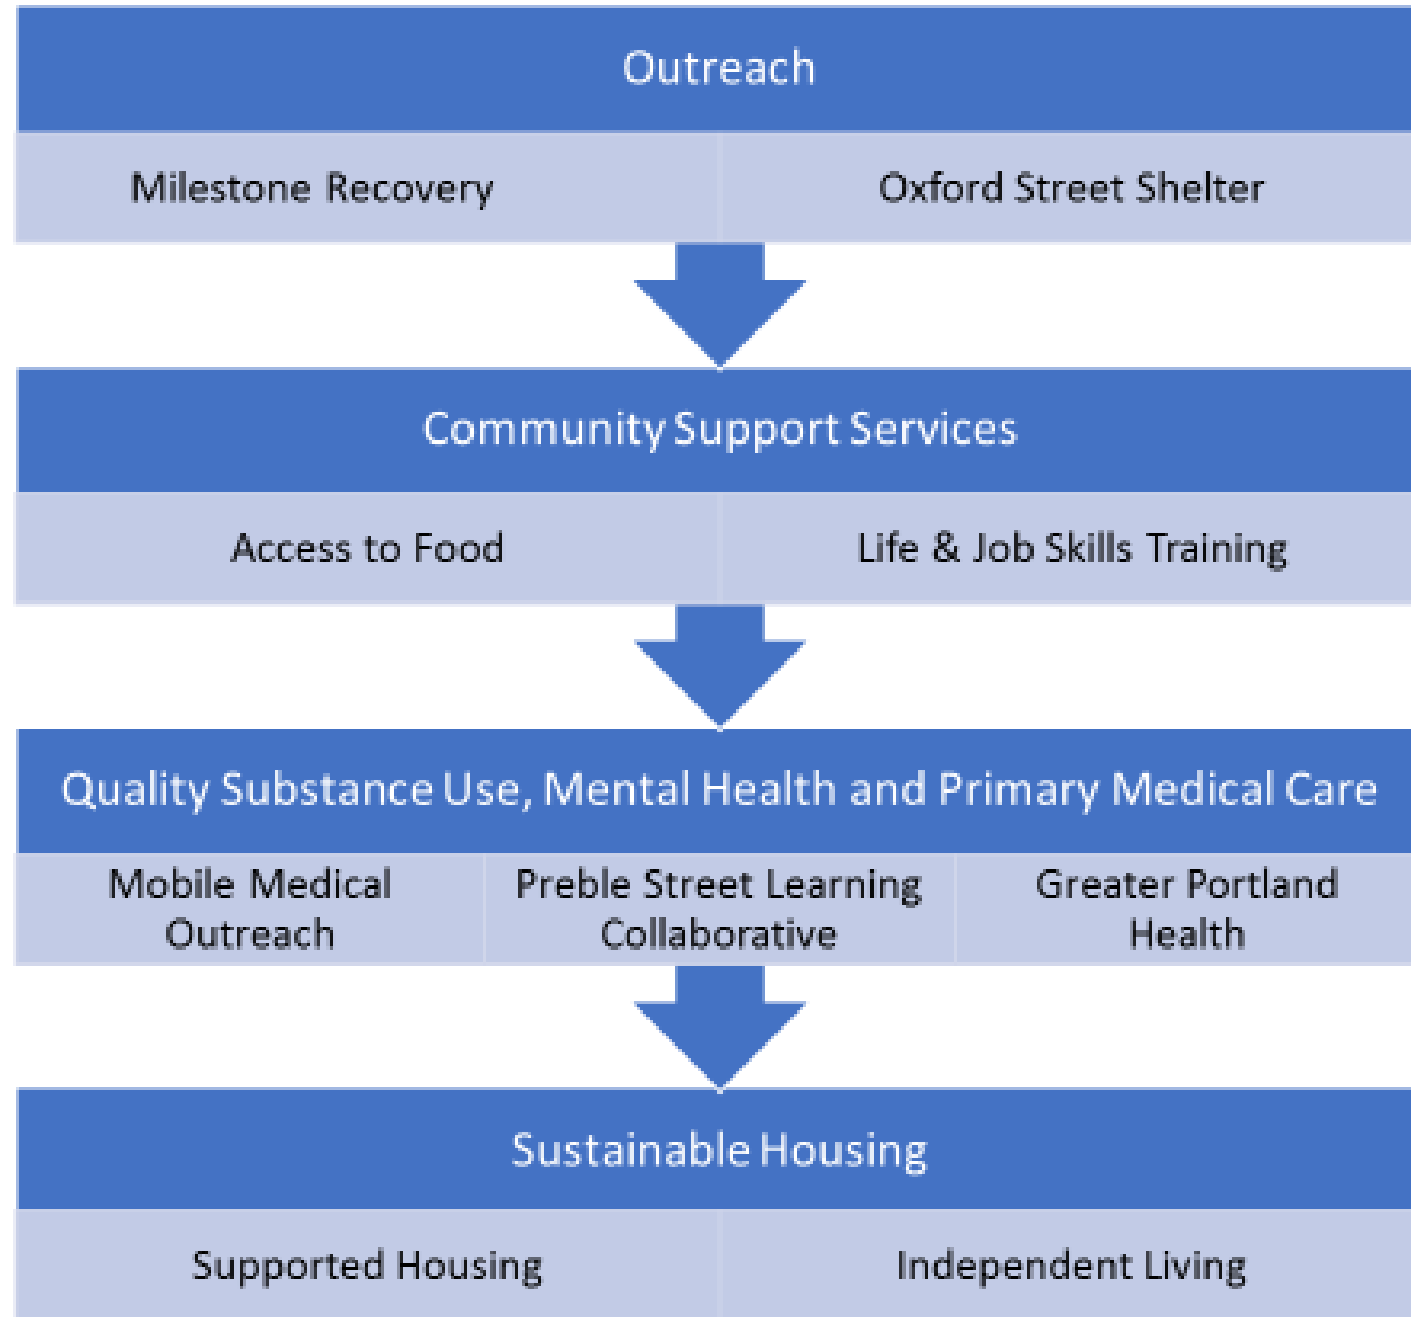 Outreach
Milestone Recovery
Oxford Street Shelter
Community Support Services
Access to Food
Life & Job Skills Training
Quality Substance Use, Mental Health and Primary Medical Care
Mobile Medical
Outreach
Preble Street Learning
Collaborative
Greater Portland
Health
Sustainable Housing
Supported Housing
Independent Living